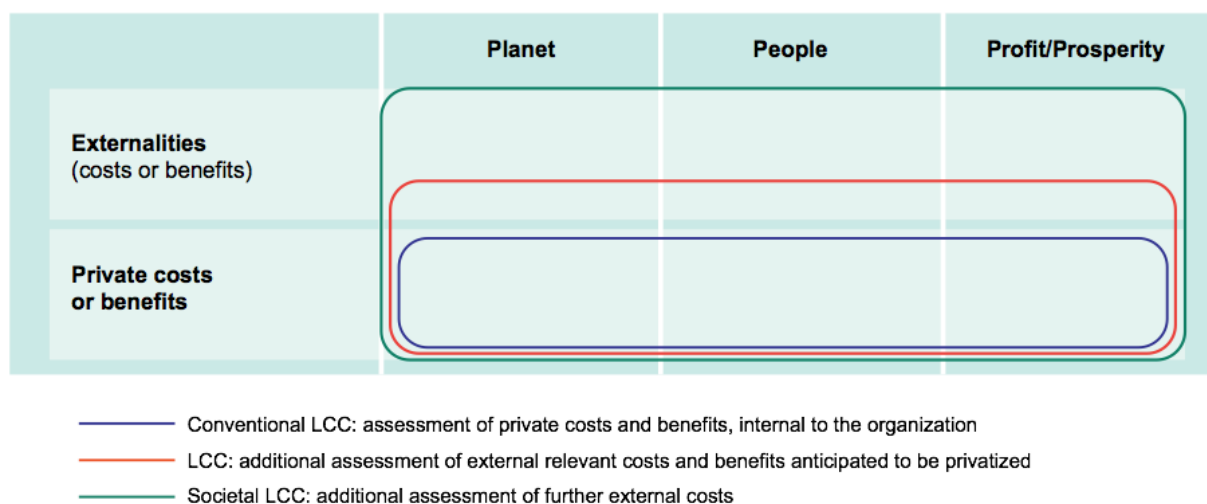 Planet People Profit/Prosperity
Externalities
(costs or benefits)
Private costs
or benefits
Conventional LCC: assessment of private costs and benefits, internal to the organization
LCC: additional assessment of external relevant costs and benefits anticipated to be privatized
Societal LCC: additional assessment of further external costs